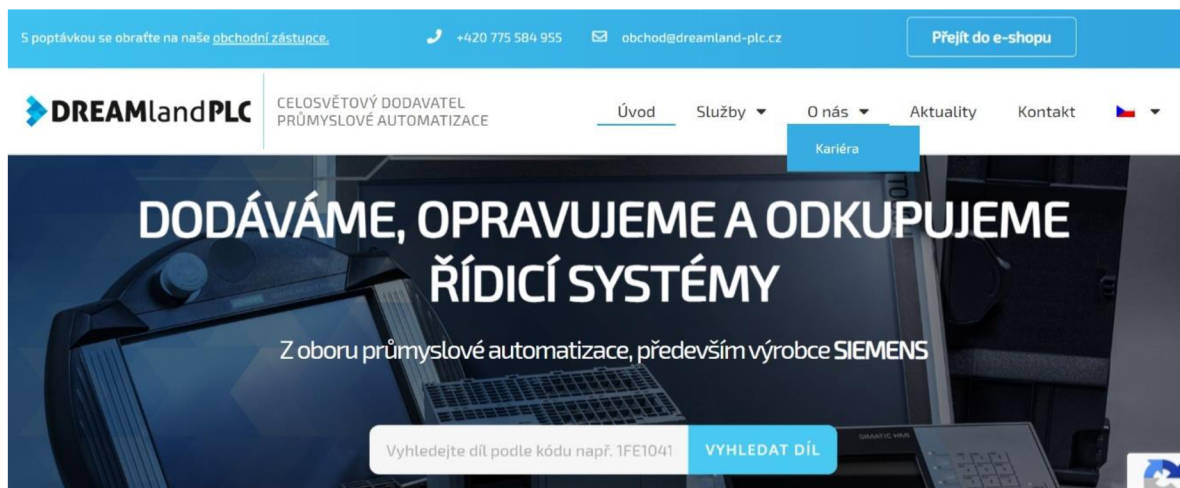 S poptávkou se obraťte na naše obchodní zástupce.
+420 775 584 955
obchod@dreamland-plc.cz
Přejít do e-shopu
DREAMlandPLC
CELOSVĚTOVÝ DODAVATEL
PRŮMYSLOVÉ AUTOMATIZACE
Úvod
Služby
O nás
Aktuality
Kontakt
Kariéra
DODÁVÁME, OPRAVUJEME A ODKUPUJEME
ŘÍDICÍ SYSTÉMY
Z oboru průmyslové automatizace, především výrobce SIEMENS
Vyhledejte díl podle kódu např. 1FE1041
VYHLEDAT DÍL
SIMATIC HMI